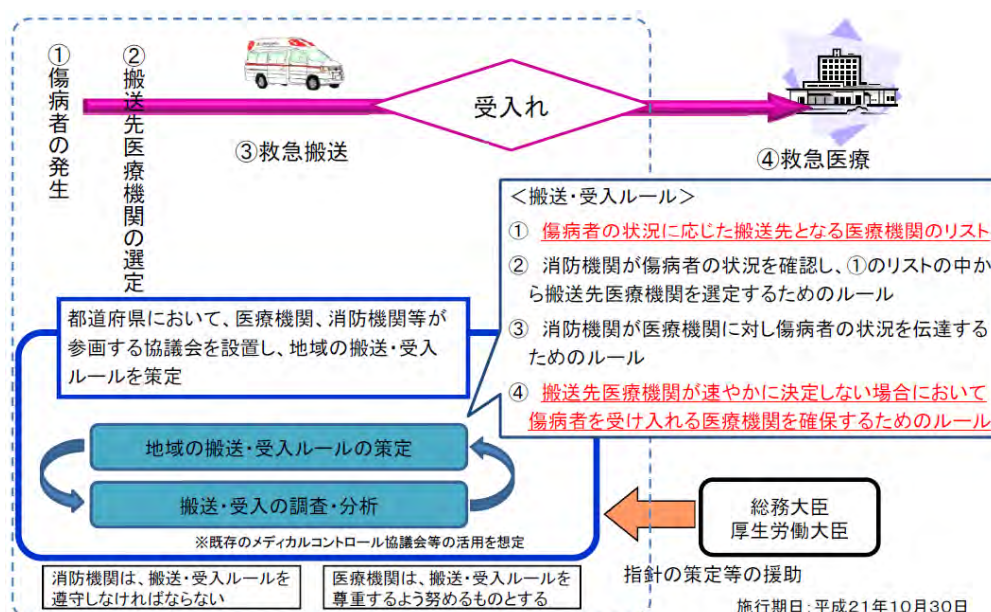 ①傷病者の発生
②搬送先医療機関の選定
受入れ
③救急搬送
④救急医療
＜搬送・受入ルール＞
① 傷病者の状況に応じた搬送先となる医療機関のリスト
② 消防機関が傷病者の状況を確認し、①のリストの中か
ら搬送先医療機関を選定するためのルール
③ 消防機関が医療機関に対し傷病者の状況を伝達する
ためのルール
④ 搬送先医療機関が速やかに決定しない場合において
傷病者を受け入れる医療機関を確保するためのルール
都道府県において、医療機関、消防機関等が
参画する協議会を設置し、地域の搬送・受入
ルールを策定
地域の搬送・受入ルールの策定
搬送・受入の調査・分析
※既存のメディカルコントロール協議会等の活用を想定
総務大臣
厚生労働大臣
指針の策定等の援助
消防機関は、搬送・受入ルールを
遵守しなければならない
医療機関は、搬送・受入ルールを
尊重するよう努めるものとする
施行期日：平成21年10月30日